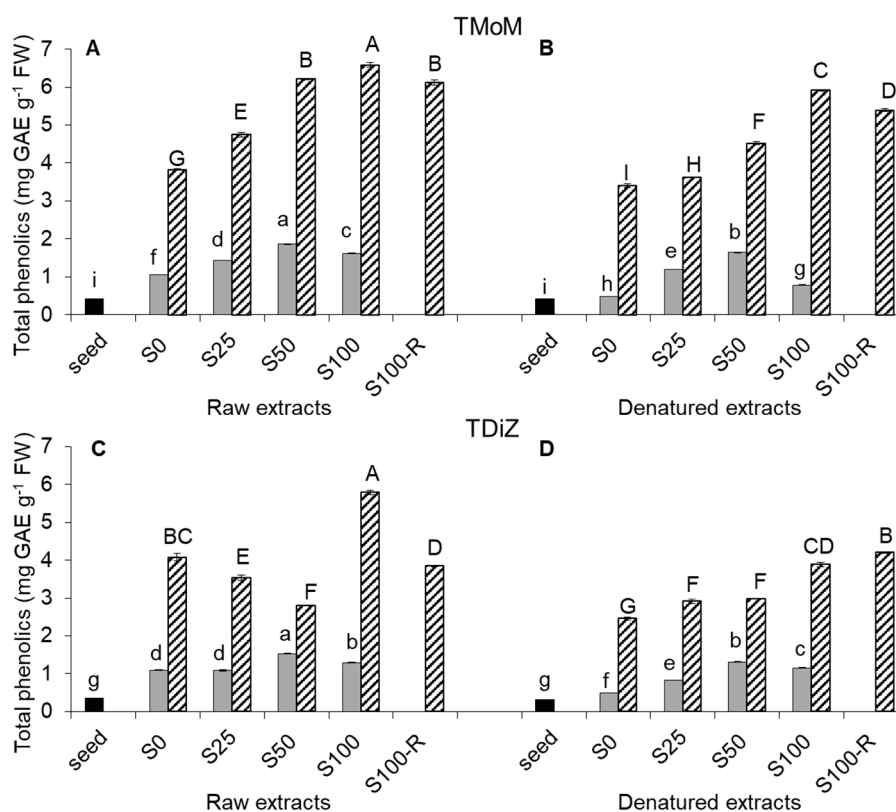 TMoM
A
B
Total phenolics (mg GAE g⁻¹ FW)
7
6
5
4
3
2
1
0
i
f
G
d
E
a
B
c
A
B
i
h
I
e
H
b
F
g
C
D
seed
S0
S25
S50
S100
S100-R
seed
S0
S25
S50
S100
S100-R
Raw extracts
Denatured extracts
TDiZ
C
D
Total phenolics (mg GAE g⁻¹ FW)
7
6
5
4
3
2
1
0
g
d
BC
d
E
a
F
b
A
D
g
f
G
e
F
b
F
c
CD
B
seed
S0
S25
S50
S100
S100-R
seed
S0
S25
S50
S100
S100-R
Raw extracts
Denatured extracts